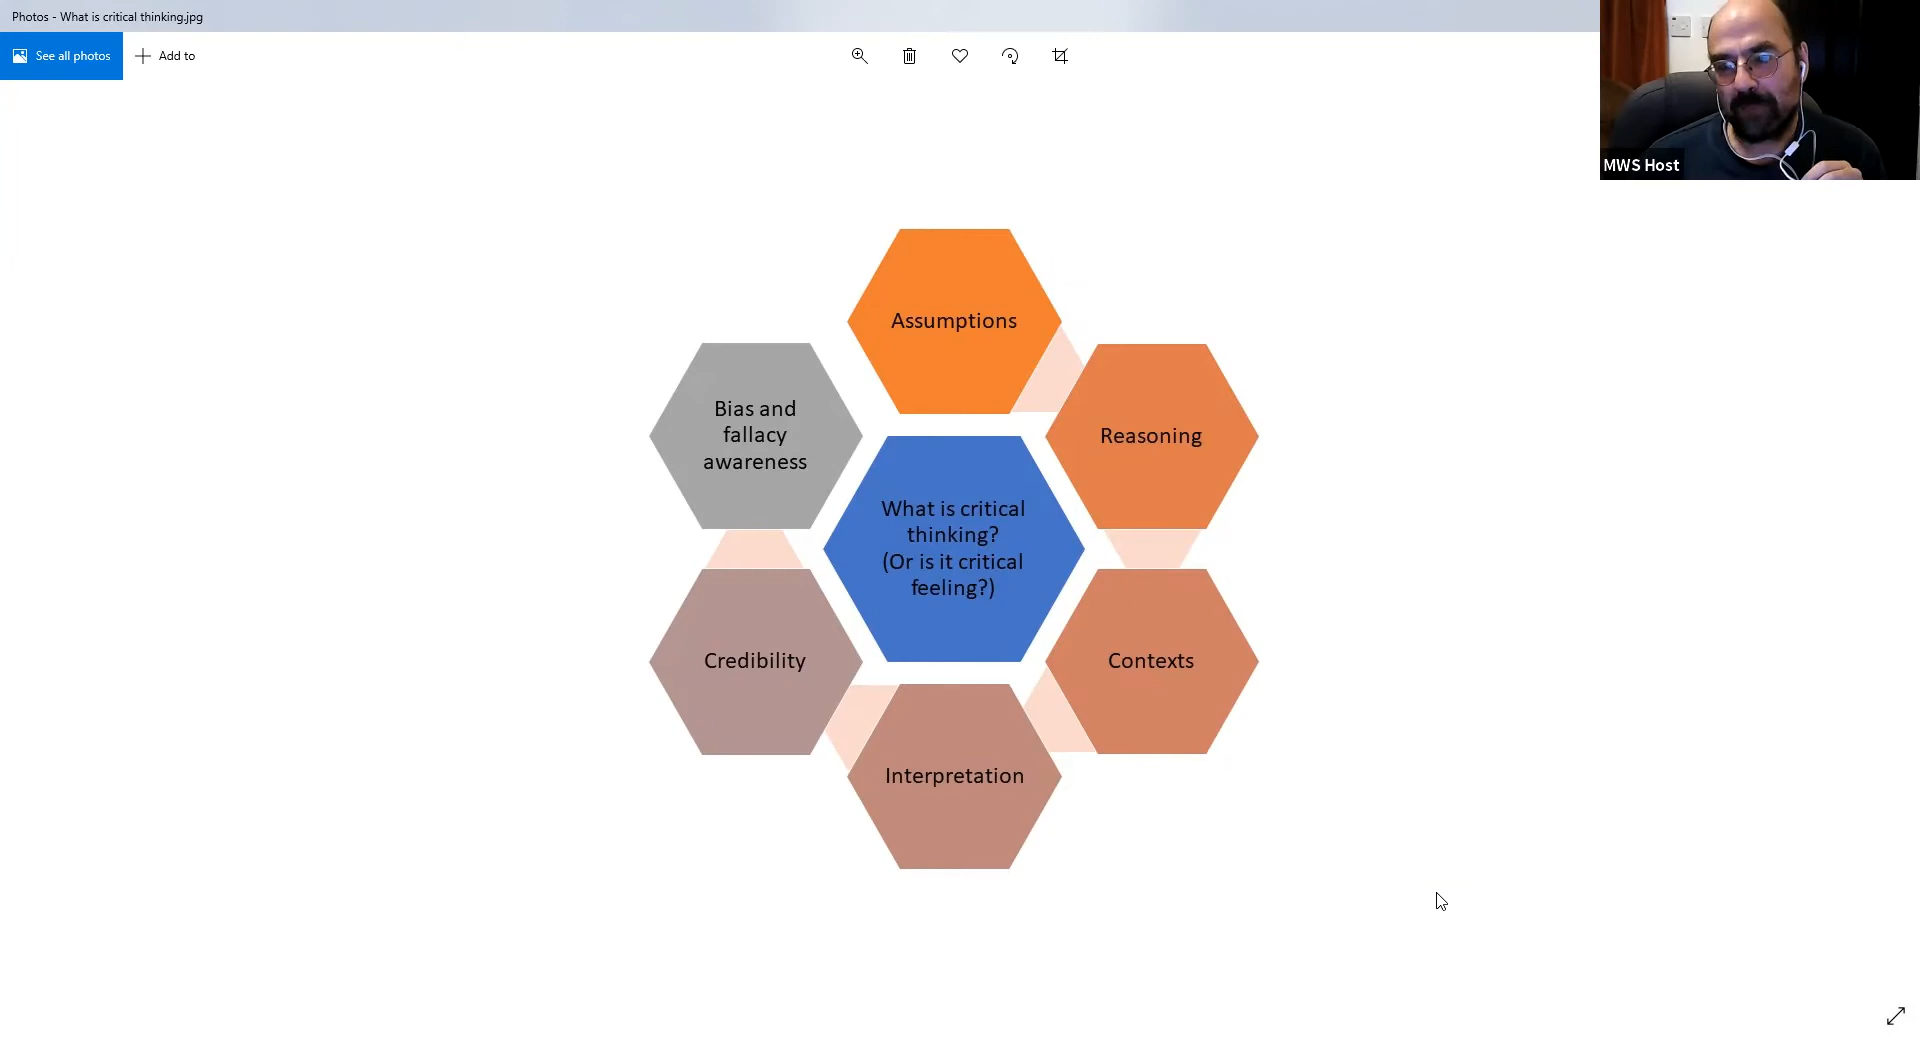 Photos - What is critical thinking.jpg
See all photos
Add to
MWS Host
Assumptions
Bias and
fallacy
awareness
Reasoning
What is critical
thinking?
(Or is it critical
feeling?)
Credibility
Contexts
Interpretation